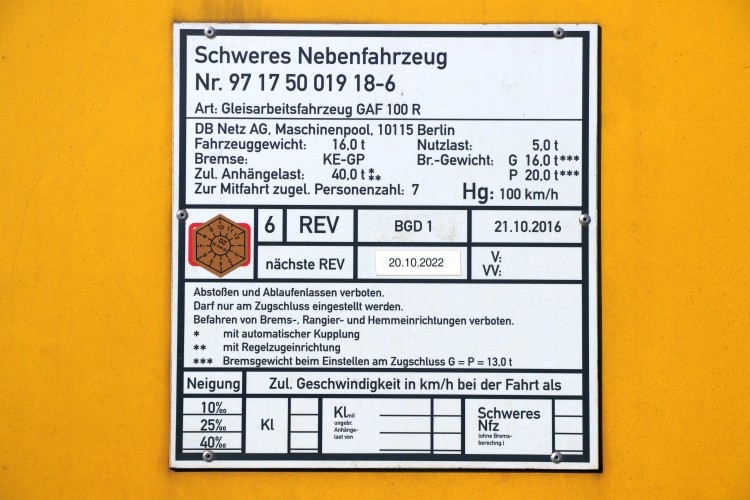 Schweres Nebenfahrzeug
Nr. 97 17 50 019 18-6
Art: Gleisarbeitsfahrzeug GAF 100 R
DB Netz AG, Maschinenpool, 10115 Berlin
Fahrzeuggewicht: 16,0 t Nutzlast: 5,0 t
Bremse: KE-GP Br.-Gewicht: G 16,0 t***
Zul. Anhängelast: 40,0 t *** P 20,0 t***
Zur Mitfahrt zugel. Personenzahl: 7 Hg: 100 km/h
6 REV BGD 1 21.10.2016
nächste REV 20.10.2022 V:
VV:
Abstoßen und Ablaufenlassen verboten.
Darf nur am Zugschluss eingestellt werden.
Befahren von Brems-, Rangier- und Hemmeinrichtungen verboten.
* mit automatischer Kupplung
** mit Regelzugeinrichtung
*** Bremsgewicht beim Einstellen am Zugschluss G = P = 13,0 t
Neigung Zul. Geschwindigkeit in km/h bei der Fahrt als
10‰
25‰
40‰
Kl
Kl mit
ungebr.
Anhänge-
last von
Schweres
Nfz
(ohne Brems-
berechng.)